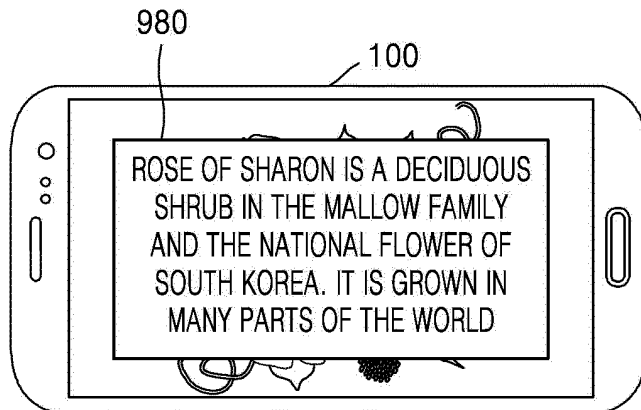 980
100
ROSE OF SHARON IS A DECIDUOUS
SHRUB IN THE MALLOW FAMILY
AND THE NATIONAL FLOWER OF
SOUTH KOREA. IT IS GROWN IN
MANY PARTS OF THE WORLD